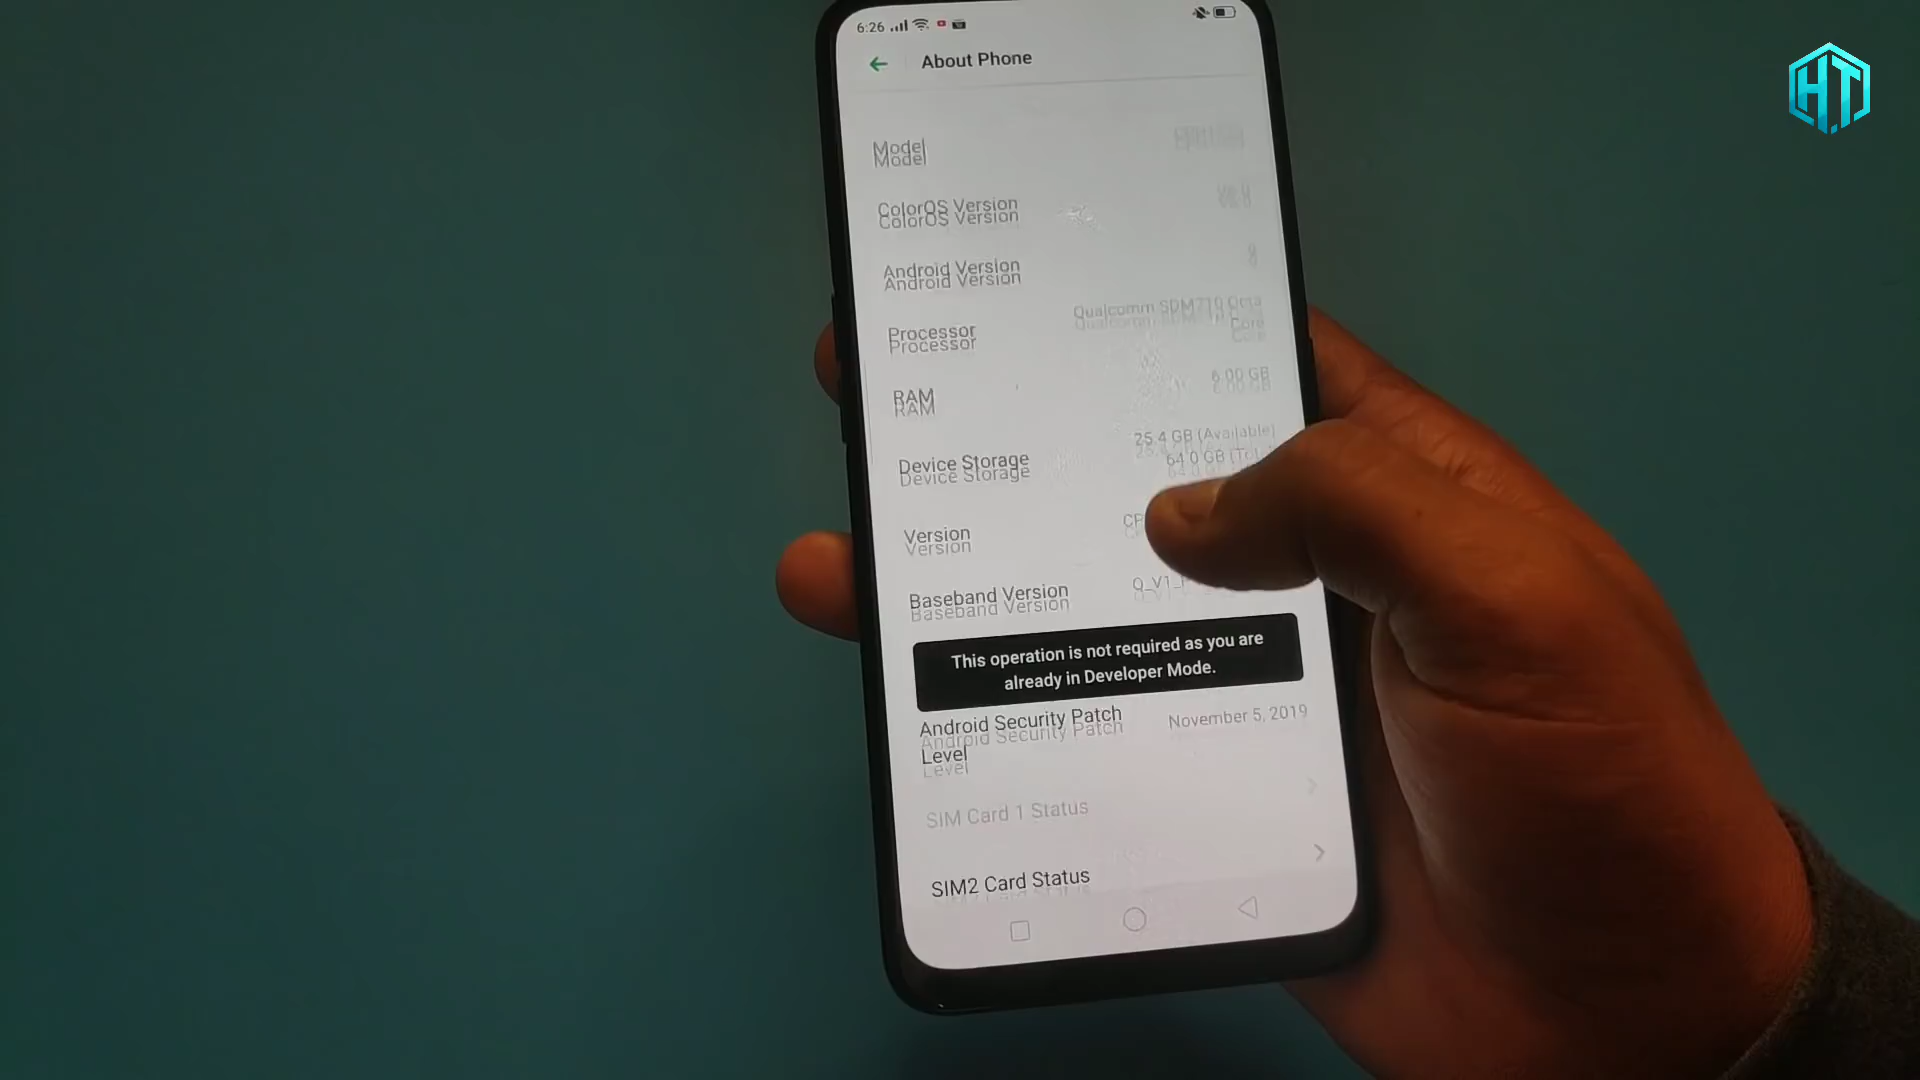 6:26
About Phone
Model
ColorOS Version
Android Version
9
Processor
Qualcomm SDM710 Octa
Core
RAM
6.00 GB
Device Storage
25.4 GB (Available)
64.0 GB
Version
Baseband Version
This operation is not required as you are
already in Developer Mode.
Android Security Patch
Level
November 5, 2019
SIM Card 1 Status
SIM2 Card Status
HT